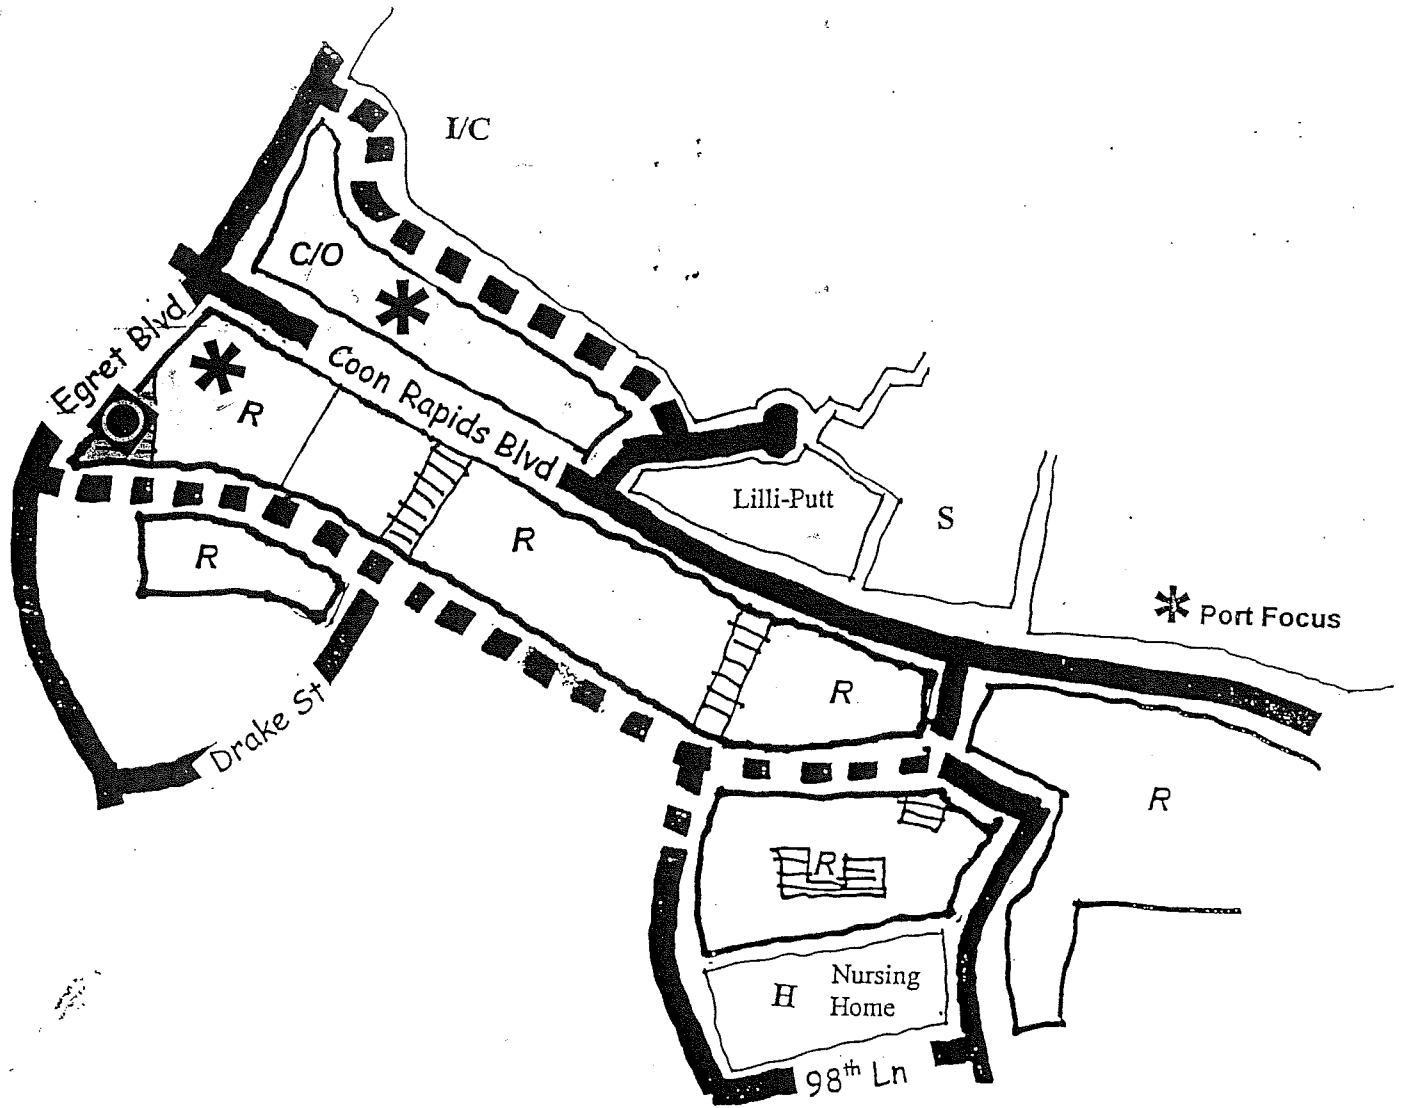 I/C
C/O
Egret Blvd
Coon Rapids Blvd
R
Lilli-Putt
S
R
R
Port Focus
R
Drake St
R
R
H Nursing
Home
98th Ln